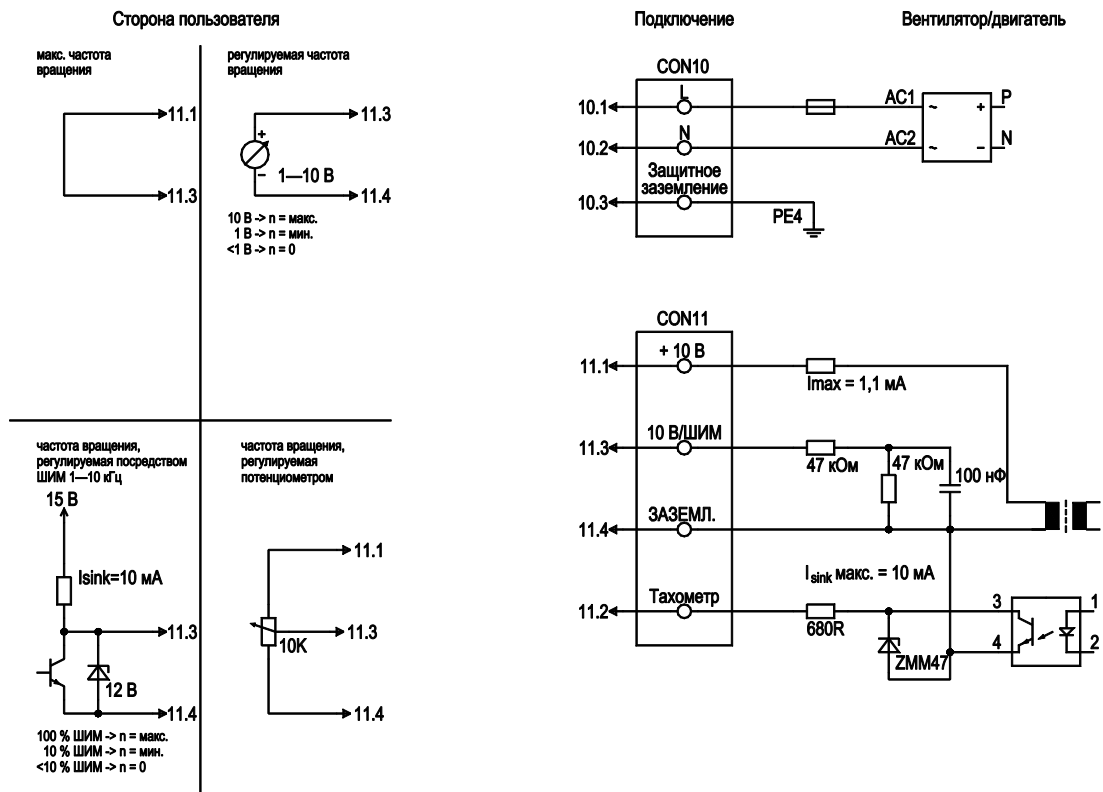 Сторона пользователя
Подключение
Вентилятор/двигатель
макс. частота
вращения
11.1
11.3
регулируемая частота
вращения
11.3
+
−
1—10 В
11.4
10 В -> n = макс.
1 В -> n = мин.
<1 В -> n = 0
CON10
10.1
L
AC1
~
+
P
10.2
N
AC2
~
−
N
Защитное
заземление
10.3
PE4
CON11
+ 10 В
11.1
Imax = 1,1 мА
10 В/ШИМ
11.3
47 кОм
47 кОм
100 нФ
ЗАЗЕМЛ.
11.4
Isink макс. = 10 мА
Тахометр
11.2
680R
ZMM47
3
4
1
2
частота вращения,
регулируемая посредством
ШИМ 1—10 кГц
15 В
Isink=10 мА
11.3
12 В
11.4
100 % ШИМ -> n = макс.
10 % ШИМ -> n = мин.
<10 % ШИМ -> n = 0
частота вращения,
регулируемая
потенциометром
11.1
11.3
10K
11.4